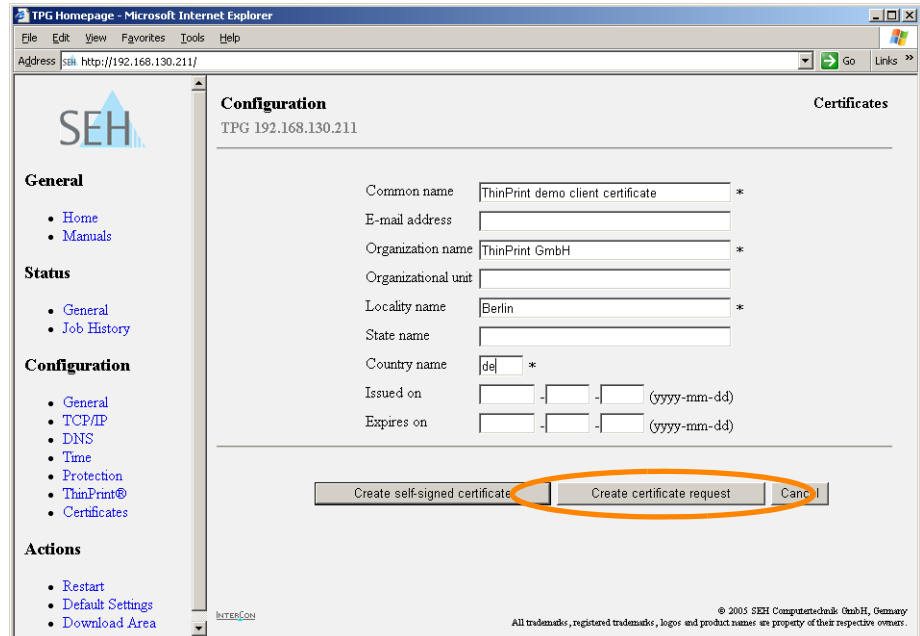 TPG Homepage - Microsoft Internet Explorer
File Edit View Favorites Tools Help
Address http://192.168.130.211/ Go Links »
SEH
General
• Home
• Manuals
Status
• General
• Job History
Configuration
• General
• TCP/IP
• DNS
• Time
• Protection
• ThinPrint®
• Certificates
Actions
• Restart
• Default Settings
• Download Area
Configuration Certificates
TPG 192.168.130.211
Common name ThinPrint demo client certificate *
E-mail address
Organization name ThinPrint GmbH *
Organizational unit
Locality name Berlin *
State name
Country name de *
Issued on - - (yyyy-mm-dd)
Expires on - - (yyyy-mm-dd)
Create self-signed certificate Create certificate request Cancel
INTERCON
© 2005 SEH Computertechnik GmbH, Germany
All trademarks, registered trademarks, logos and product names are property of their respective owners.